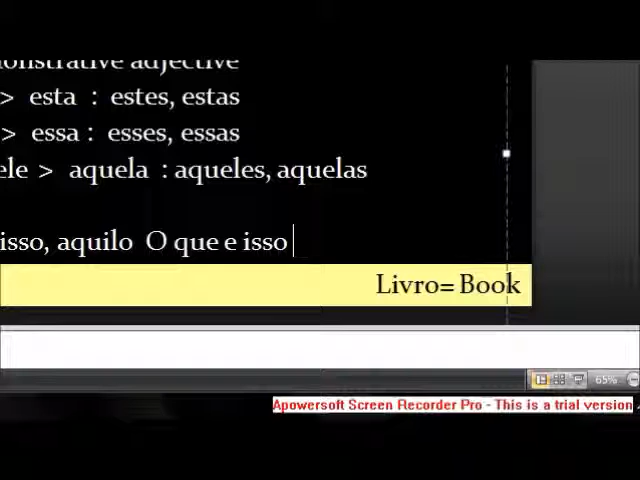 monstrative adjective
> esta : estes, estas
> essa : esses, essas
ele > aquela : aqueles, aquelas
isso, aquilo O que e isso
Livro= Book
65%
Apowersoft Screen Recorder Pro - This is a trial version